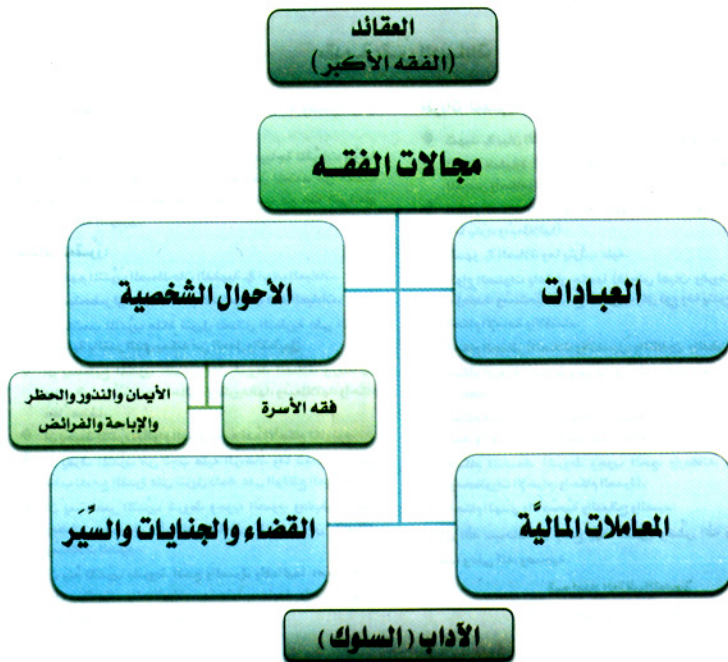 العقائد
(الفقه الأكبر)
مجالات الفقـــه
العبادات
الأحوال الشخصية
فقه الأسرة
الأيمان والنذور والحظر
والإباحة والفرائض
المعاملات الماليَّة
القضاء والجنايات والسِّيَر
الآداب (السلوك)